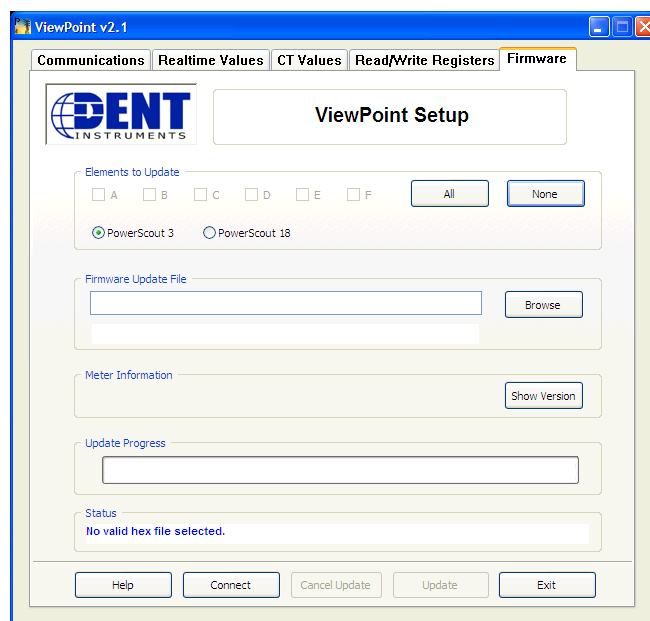 ViewPoint v2.1
Communications Realtime Values CT Values Read/Write Registers Firmware
DENT
INSTRUMENTS
ViewPoint Setup
Elements to Update
A B C D E F All None
PowerScout 3 PowerScout 18
Firmware Update File
Browse
Meter Information
Show Version
Update Progress
Status
No valid hex file selected.
Help Connect Cancel Update Update Exit